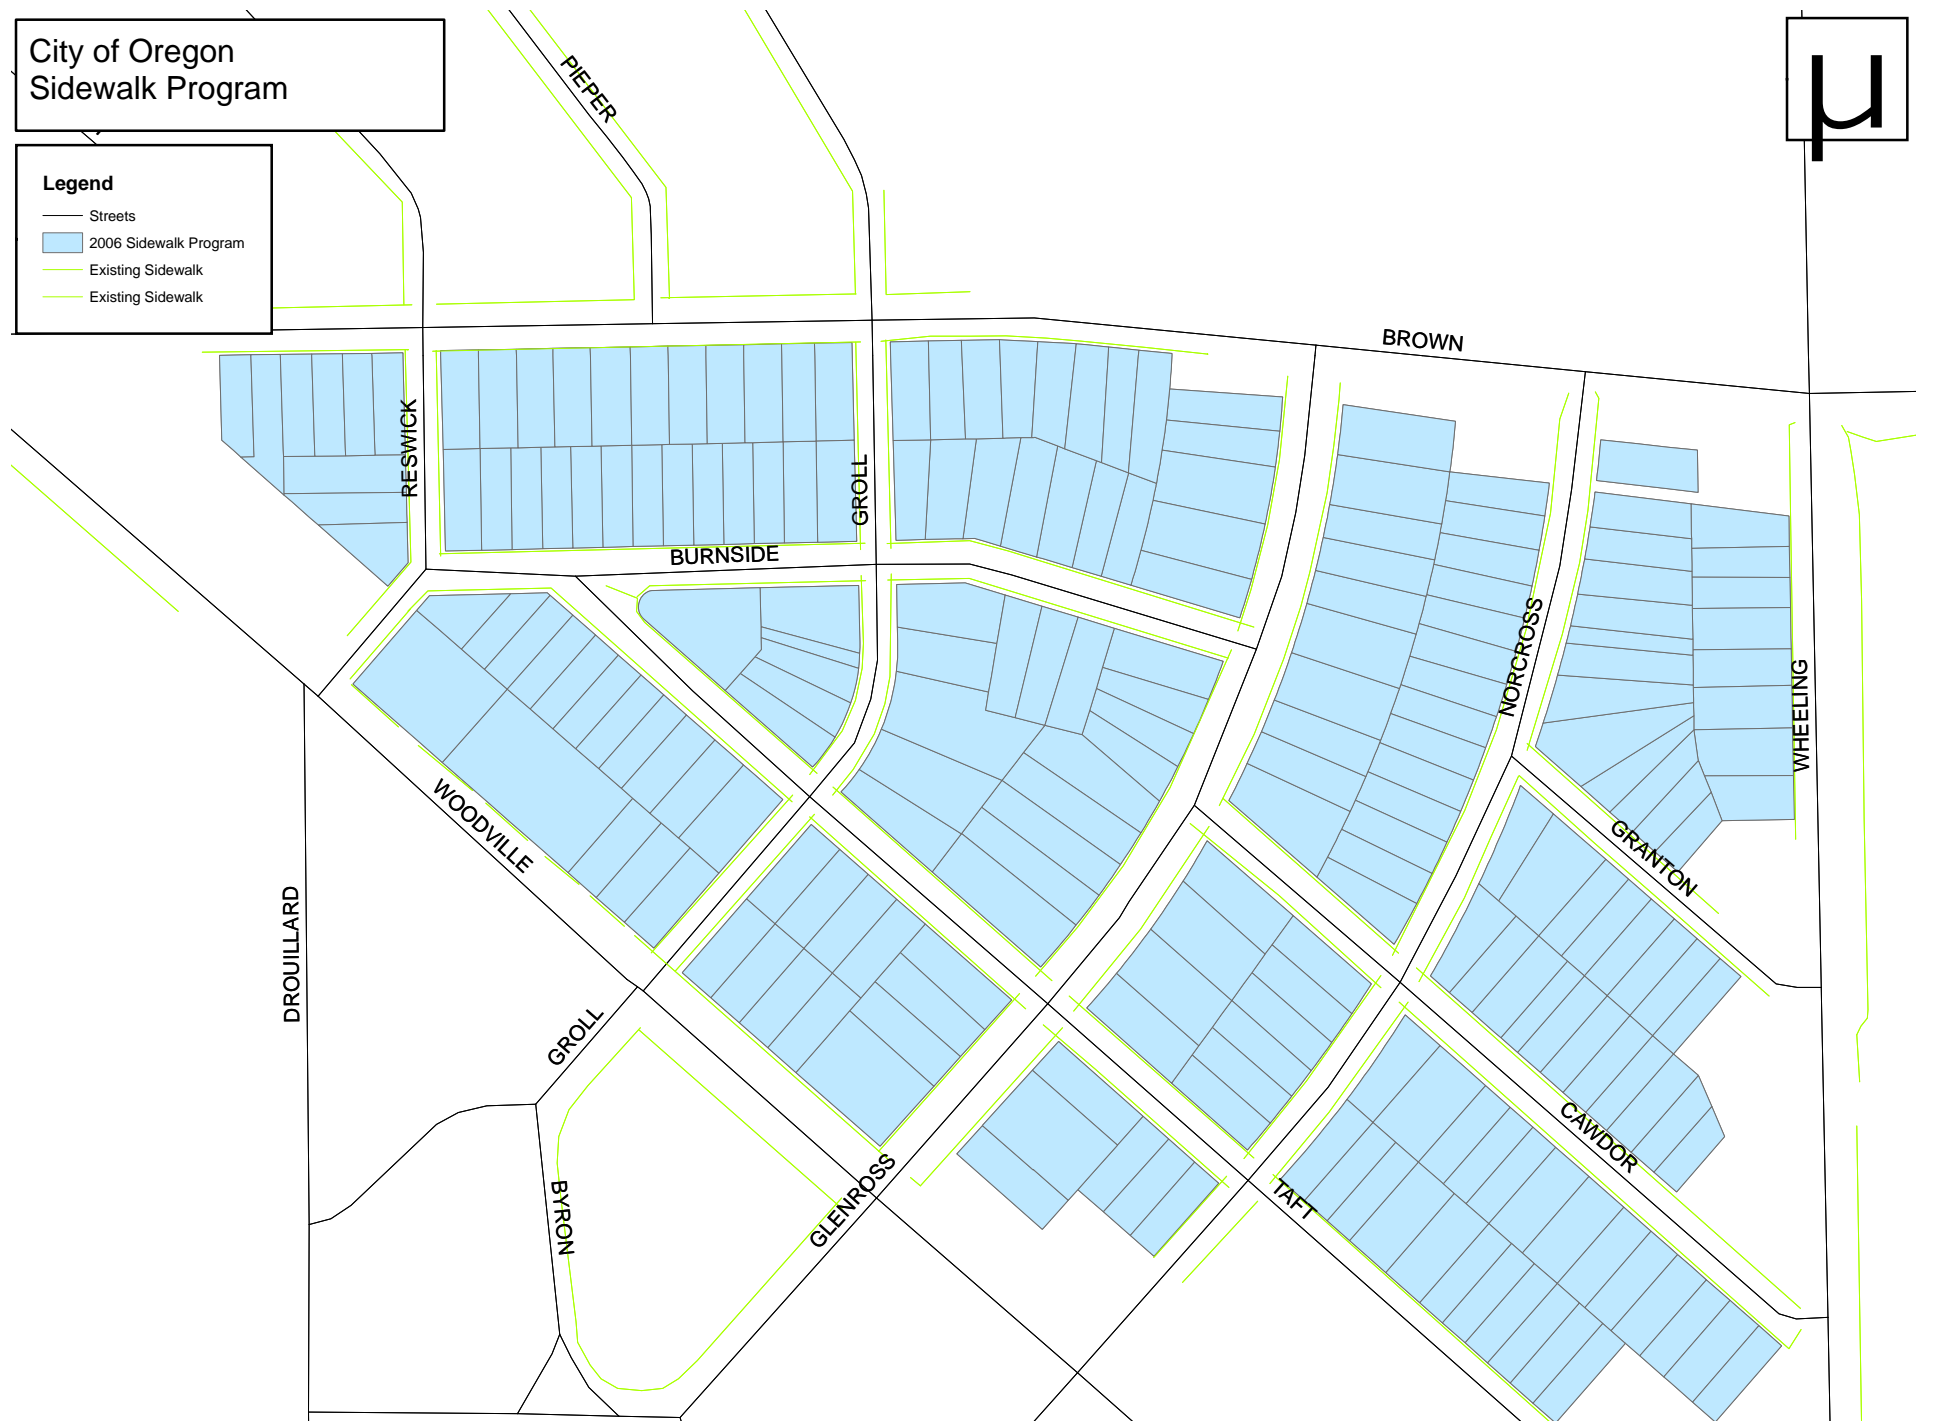 City of Oregon
Sidewalk Program
µ
Legend
Streets
2006 Sidewalk Program
Existing Sidewalk
Existing Sidewalk
PIEPER
BROWN
RESWICK
GROLL
BURNSIDE
NORCROSS
WHEELING
WOODVILLE
GRANTON
DROUILLARD
GROLL
CAWDOR
BYRON
GLENROSS
TAFT